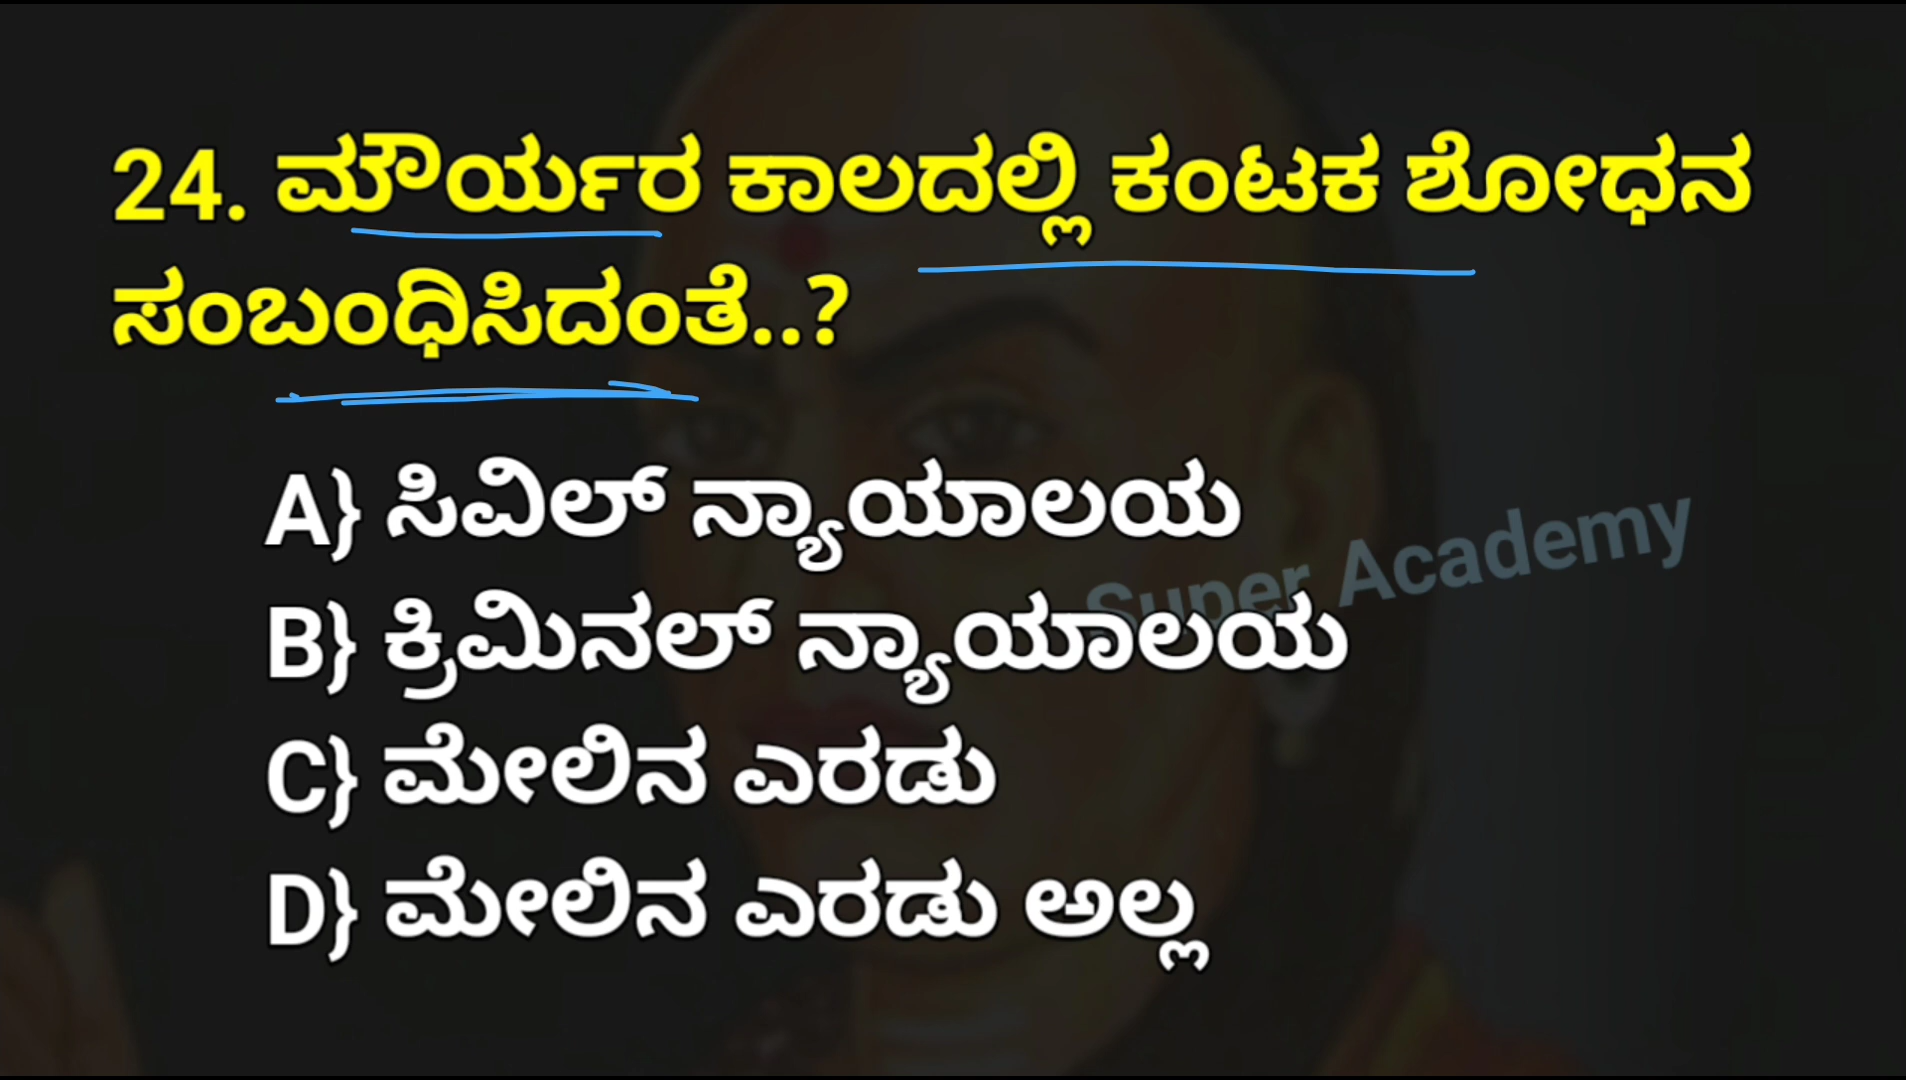 24. ಮೌರ್ಯರ ಕಾಲದಲ್ಲಿ ಕಂಟಕ ಶೋಧನ
ಸಂಬಂಧಿಸಿದಂತೆ..?
A} ಸಿವಿಲ್ ನ್ಯಾಯಾಲಯ
Super Academy
B} ಕ್ರಿಮಿನಲ್ ನ್ಯಾಯಾಲಯ
C} ಮೇಲಿನ ಎರಡು
D} ಮೇಲಿನ ಎರಡು ಅಲ್ಲ